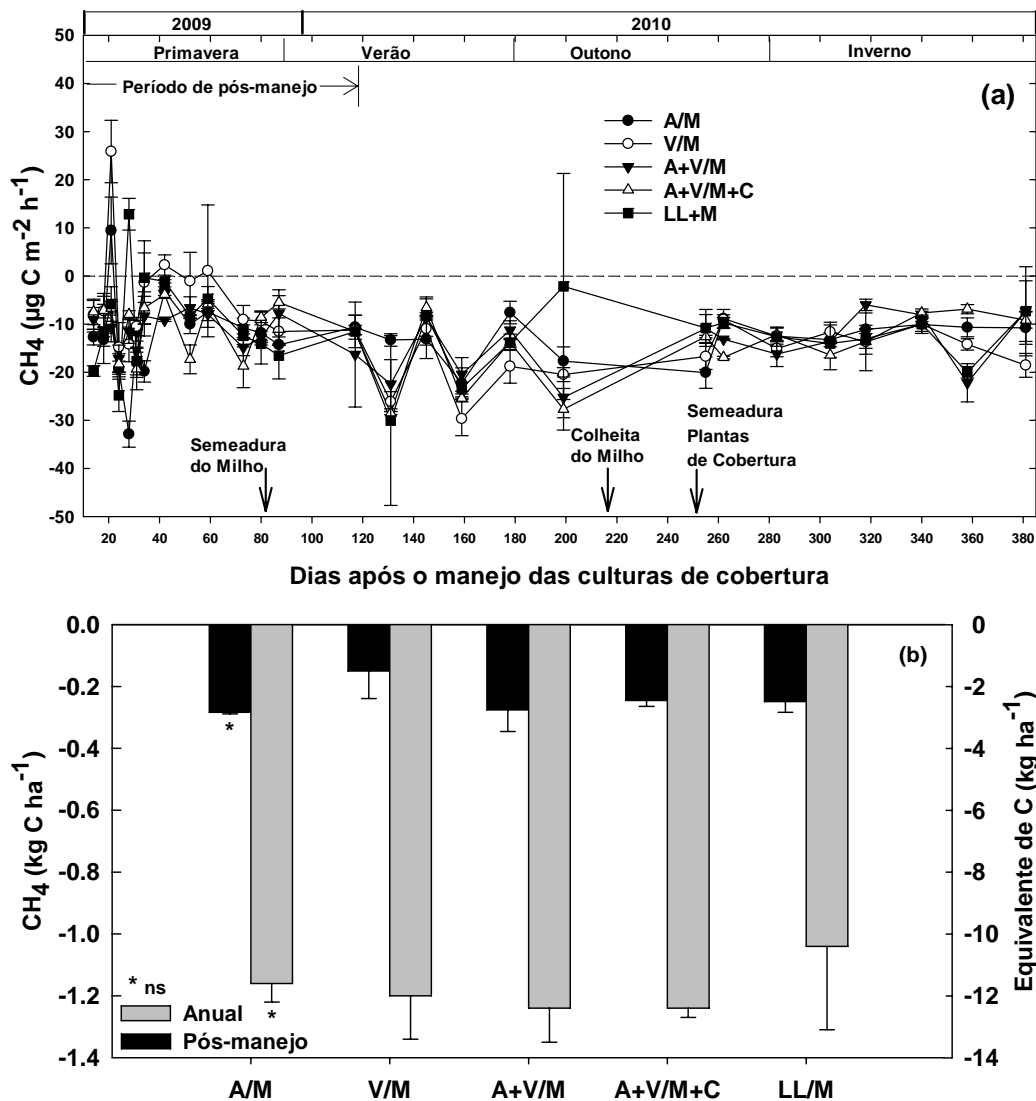 2009 2010
Primavera Verão Outono Inverno
Período de pós-manejo
(a)
A/M
V/M
A+V/M
A+V/M+C
LL+M
CH4 (µg C m-2 h-1)
50
40
30
20
10
0
-10
-20
-30
-40
-50
Semeadura
do Milho
Colheita
do Milho
Semeadura
Plantas
de Cobertura
20 40 60 80 100 120 140 160 180 200 220 240 260 280 300 320 340 360 380
Dias após o manejo das culturas de cobertura
(b)
CH4 (kg C ha-1)
0.0
-0.2
-0.4
-0.6
-0.8
-1.0
-1.2
-1.4
Equivalente de C (kg ha-1)
0
-2
-4
-6
-8
-10
-12
-14
*
*
* ns
Anual
Pós-manejo
A/M V/M A+V/M A+V/M+C LL/M